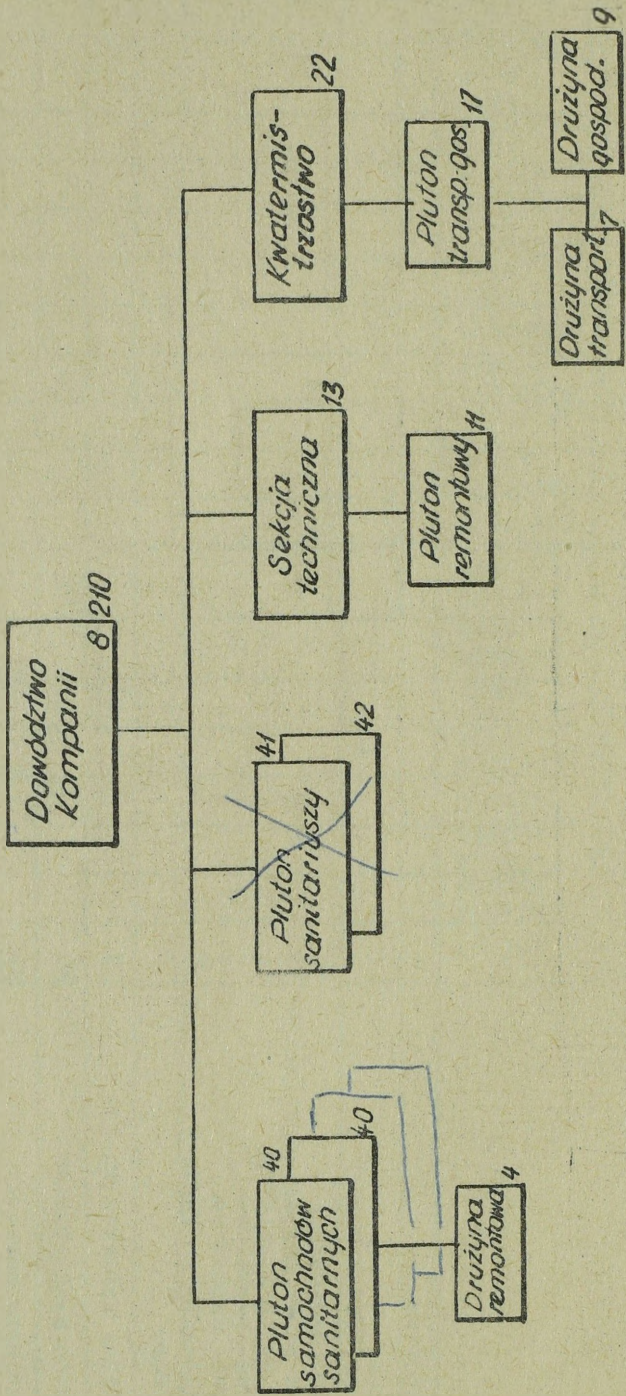 Dowództwo
Kompanii
8 210
Pluton
samochodów
sanitarnych
40
40
Drużyna
remontowa
4
Pluton
sanitariuszy
41
42
Sekcja
techniczna
13
Pluton
remontowy
11
Kwatermis-
trzostwo
22
Pluton
transp.gos.
17
Drużyna
transport.
7
Drużyna
gospod.
9